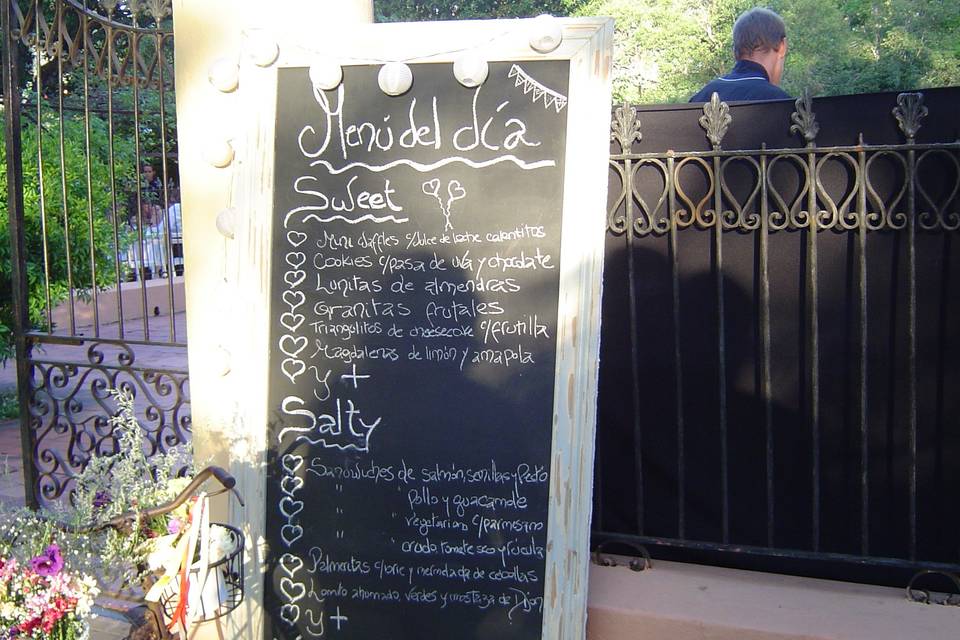 Menú del día
Sweet
Mini Waffles c/dulce de leche calentitos
Cookies c/pasa de uva y chocolate
Lunitas de almendras
Granitas frutales
Triangulitos de cheesecake c/frutilla
Magdalenas de limón y amapola
y +
Salty
Sandwiches de salmón, semillas y Pesto
" " Pollo y guacamole
" " vegetariano c/parmesano
" " crudo, tomate seco y rúcula
Palmeritas c/brie y mermelada de cebollas
Lomito ahumado, verdes y mostaza de Dijon
y +